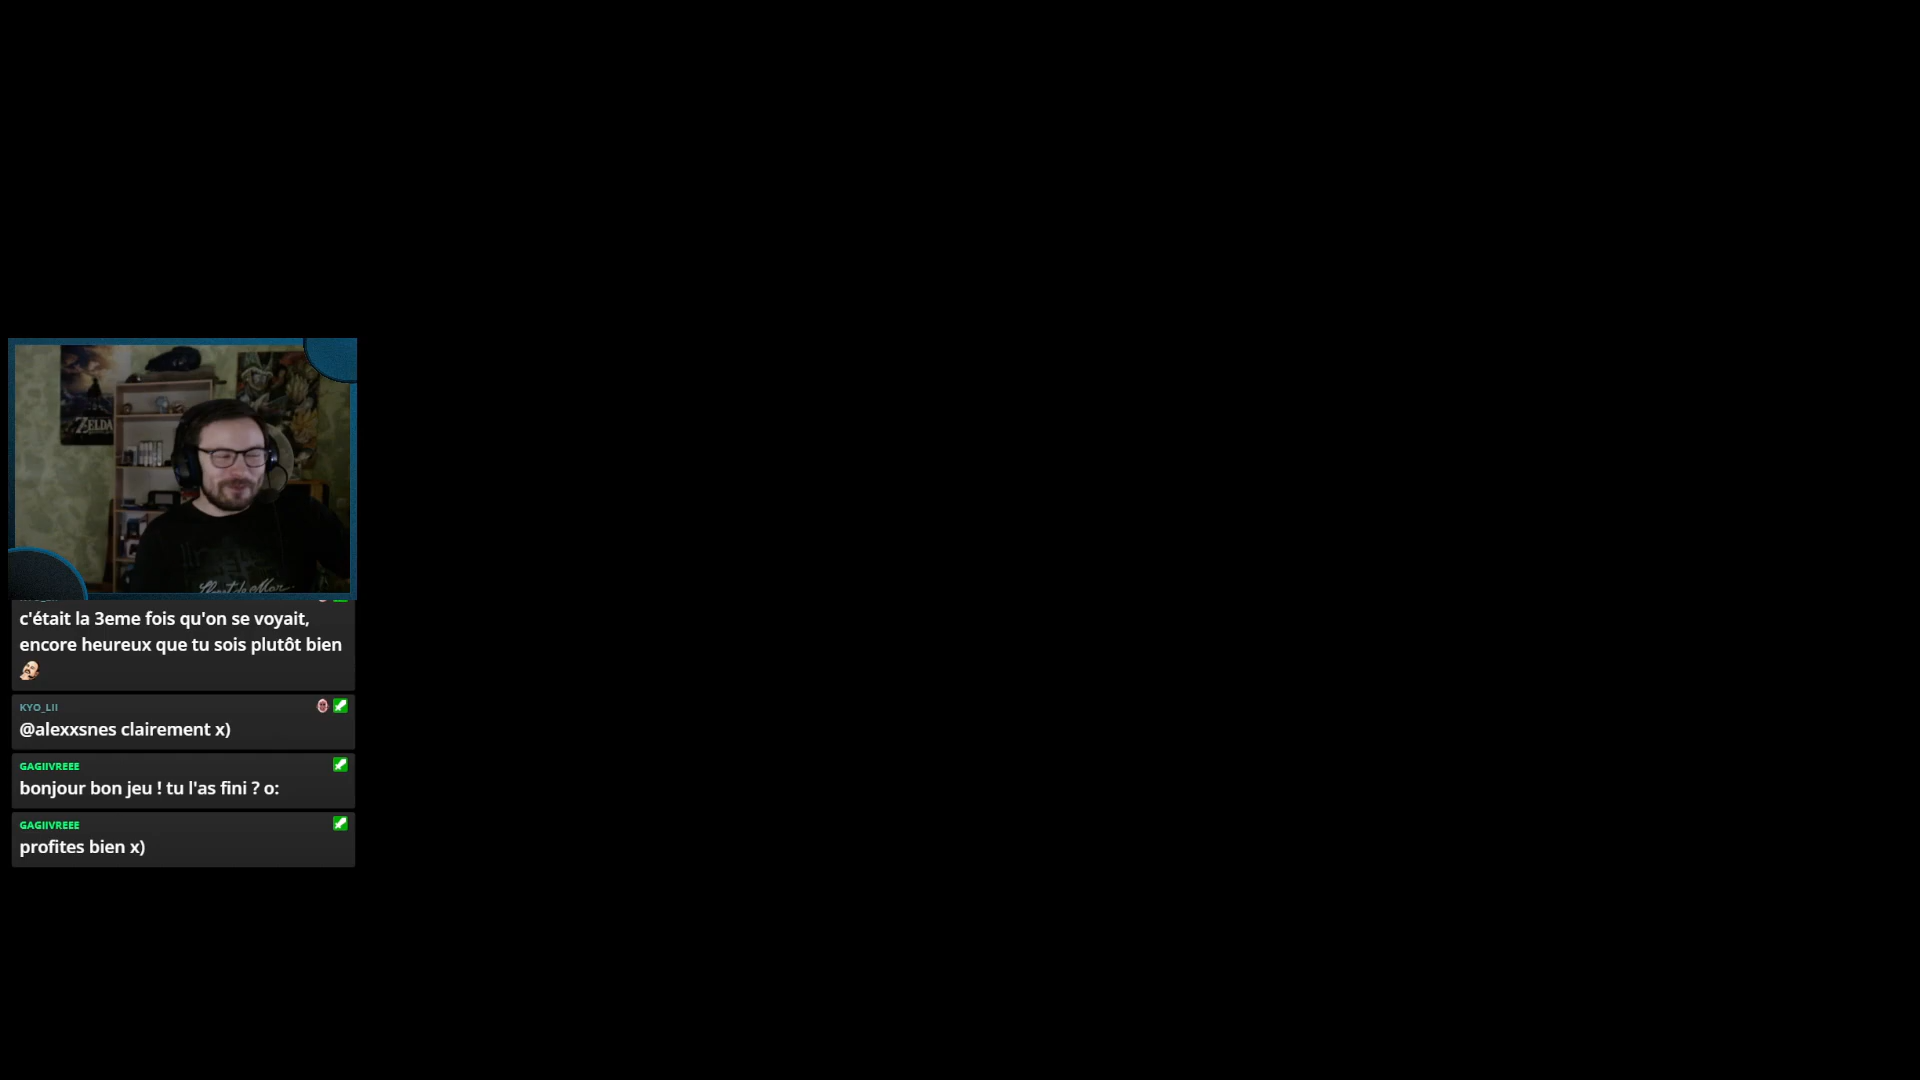 ZELDA
c'était la 3eme fois qu'on se voyait,
encore heureux que tu sois plutôt bien
KYO_LII
@alexxsnes clairement x)
GAGIIVREEE
bonjour bon jeu ! tu l'as fini ? o:
GAGIIVREEE
profites bien x)